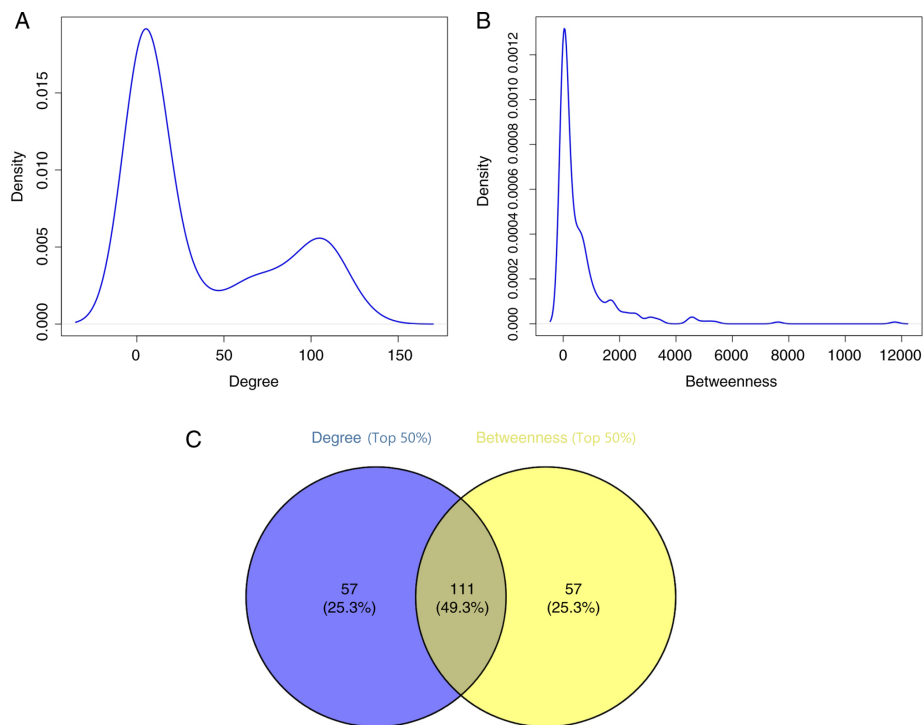 A
Density
0.000 0.005 0.010 0.015
0 50 100 150
Degree
B
Density
0.000 0.0002 0.0004 0.0006 0.0008 0.0010 0.0012
0 2000 4000 6000 8000 10000 12000
Betweenness
C
Degree (Top 50%) Betweenness (Top 50%)
57 111 57
(25.3%) (49.3%) (25.3%)